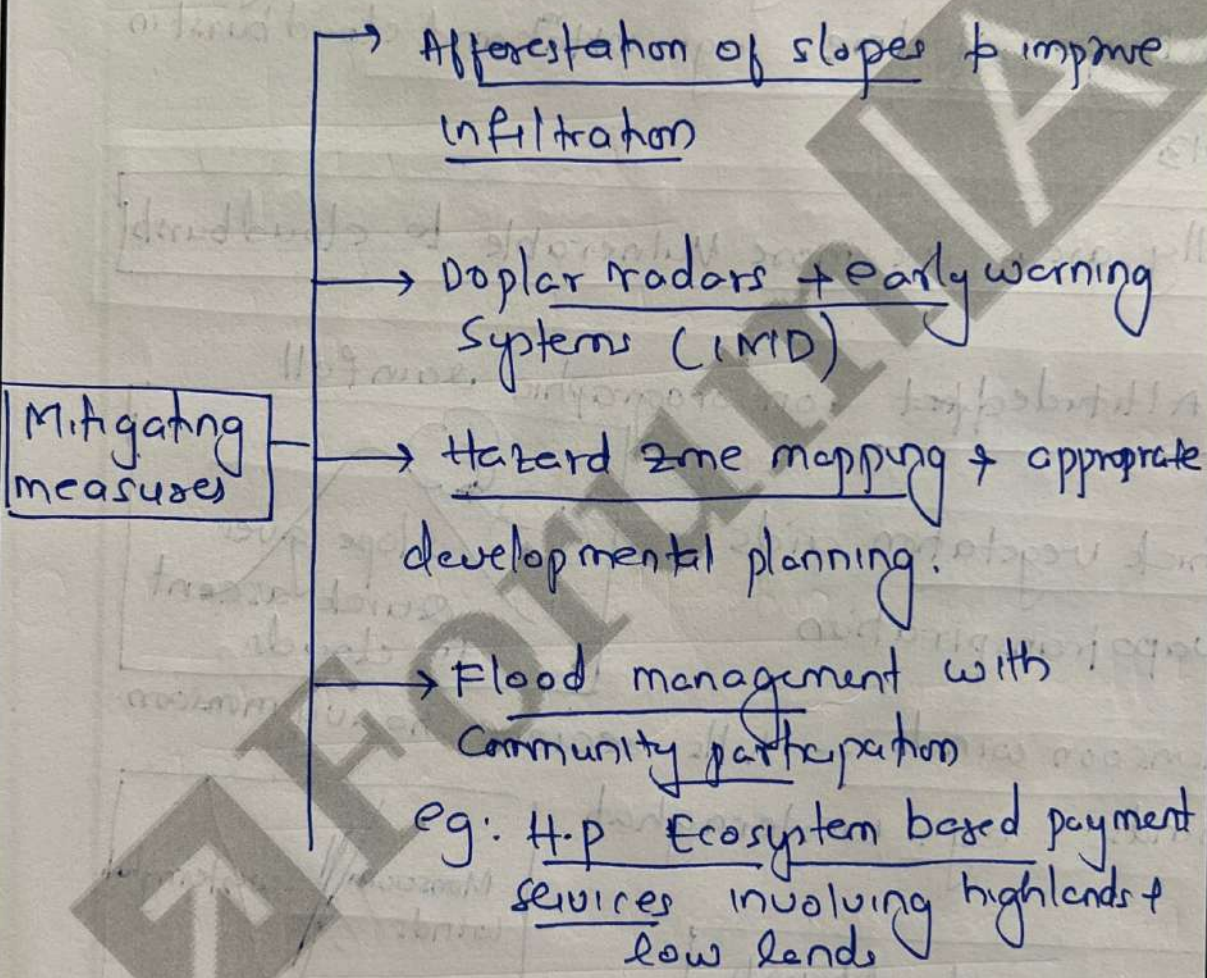 → Afforestation of slopes & improve
infiltration
→ Doplar radars + early warning
Systems (IMD)
Mitigating
measures
→ Hazard zone mapping + appropriate
developmental planning.
→ Flood management with
Community participation
eg: H.p Ecosystem based payment
services involving highlands +
low lands
ForumIA